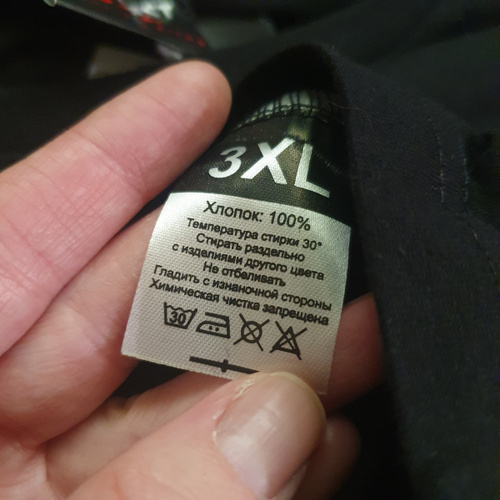 3XL
Хлопок: 100%
Температура стирки 30°
Стирать раздельно
с изделиями другого цвета
Не отбеливать
Гладить с изнаночной стороны
Химическая чистка запрещена
30